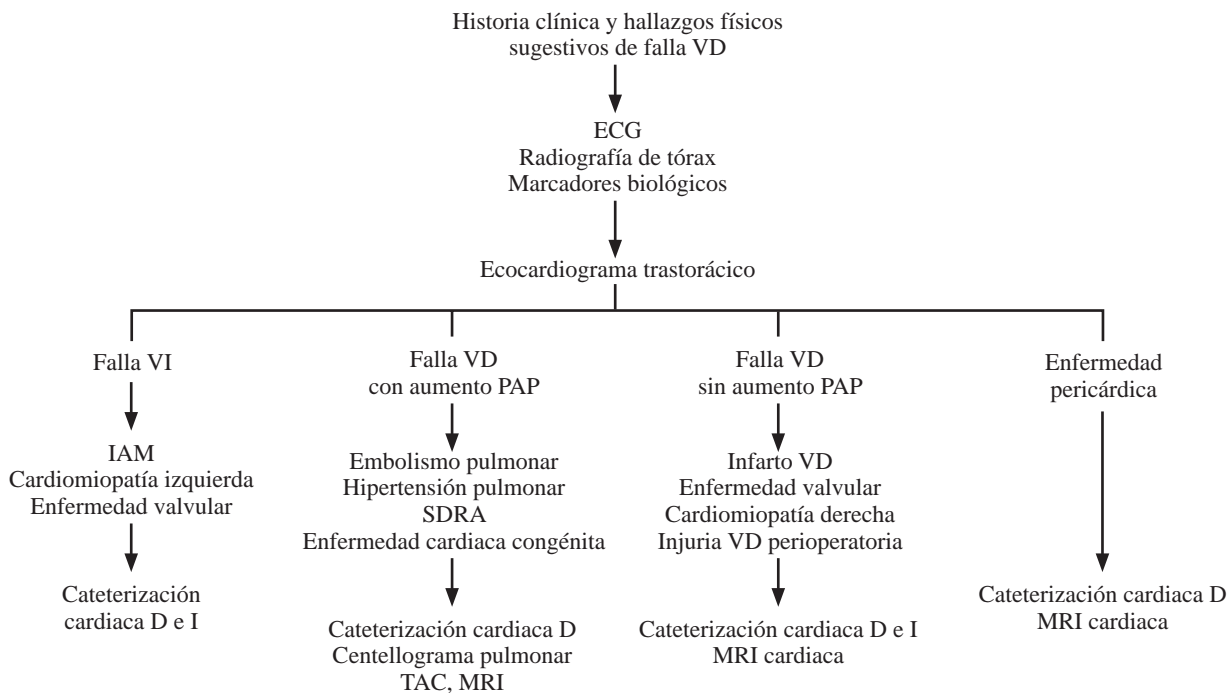 Historia clínica y hallazgos físicos
sugestivos de falla VD
ECG
Radiografía de tórax
Marcadores biológicos
Ecocardiograma trastorácico
Falla VI
IAM
Cardiomiopatía izquierda
Enfermedad valvular
Cateterización
cardiaca D e I
Falla VD
con aumento PAP
Embolismo pulmonar
Hipertensión pulmonar
SDRA
Enfermedad cardiaca congénita
Cateterización cardiaca D
Centellograma pulmonar
TAC, MRI
Falla VD
sin aumento PAP
Infarto VD
Enfermedad valvular
Cardiomiopatía derecha
Injuria VD perioperatoria
Cateterización cardiaca D e I
MRI cardiaca
Enfermedad
pericárdica
Cateterización cardiaca D
MRI cardiaca